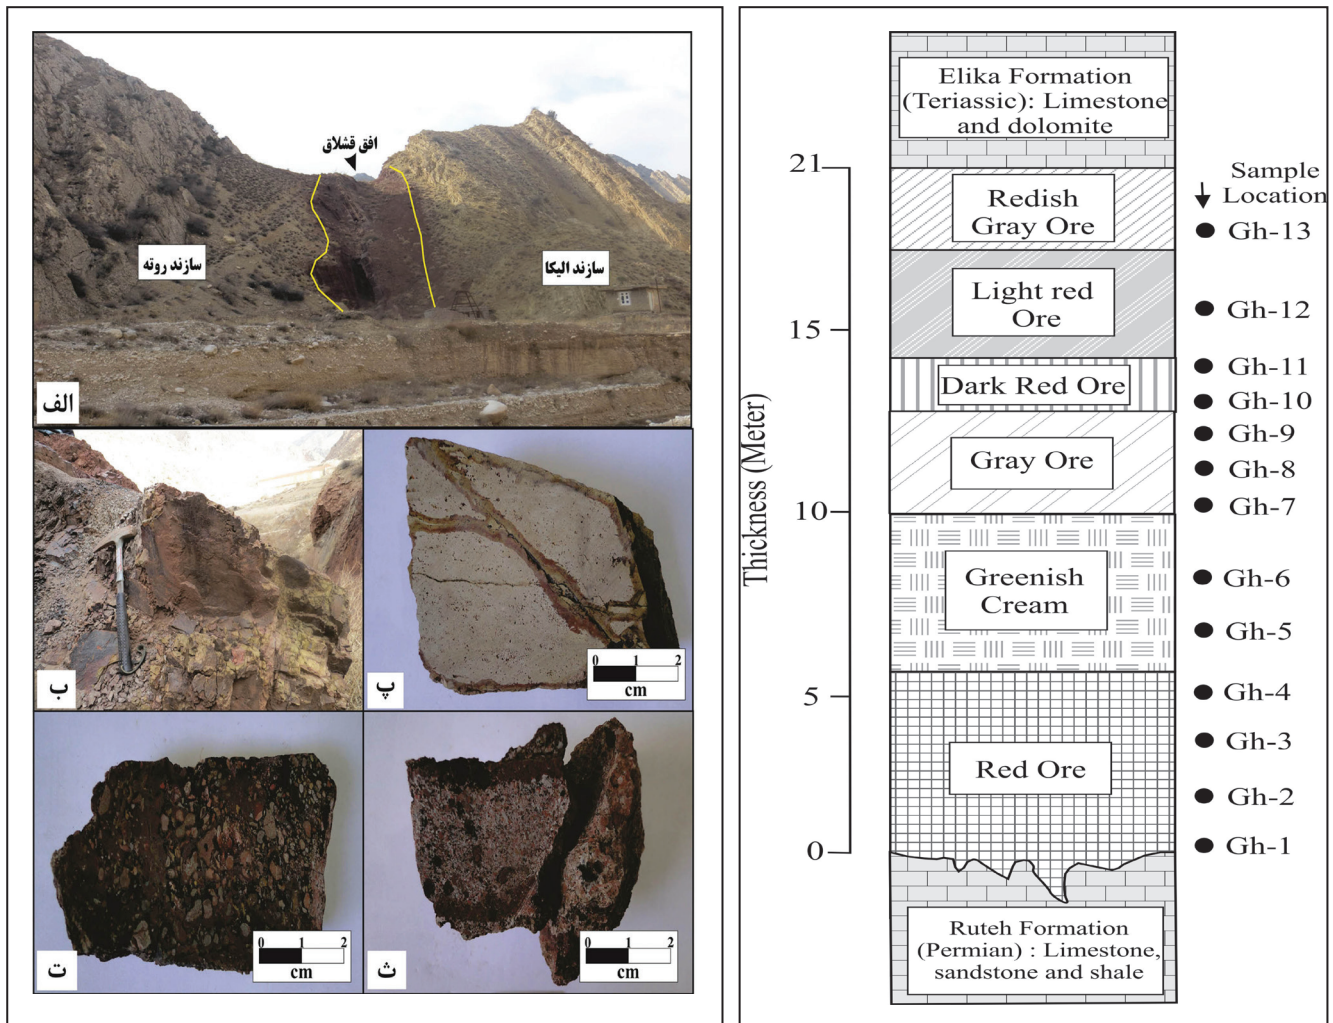 افق قشلاق
سازند روته
سازند الیکا
الف
ب
پ
0 1 2
cm
ت
0 1 2
cm
ث
0 1 2
cm
Thickness (Meter)
21
15
10
5
0
Elika Formation
(Teriassic): Limestone
and dolomite
Redish
Gray Ore
Light red
Ore
Dark Red Ore
Gray Ore
Greenish
Cream
Red Ore
Ruteh Formation
(Permian) : Limestone,
sandstone and shale
Sample
Location
Gh-13
Gh-12
Gh-11
Gh-10
Gh-9
Gh-8
Gh-7
Gh-6
Gh-5
Gh-4
Gh-3
Gh-2
Gh-1